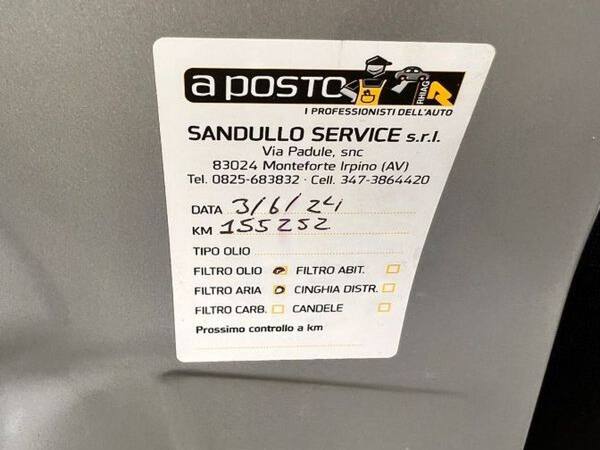 a posto
RHIAG
I PROFESSIONISTI DELL'AUTO
SANDULLO SERVICE s.r.l.
Via Padule, snc
83024 Monteforte Irpino (AV)
Tel. 0825-683832 · Cell. 347-3864420
DATA 3/6/24
KM 155252
TIPO OLIO
FILTRO OLIO FILTRO ABIT.
FILTRO ARIA CINGHIA DISTR.
FILTRO CARB. CANDELE
Prossimo controllo a km